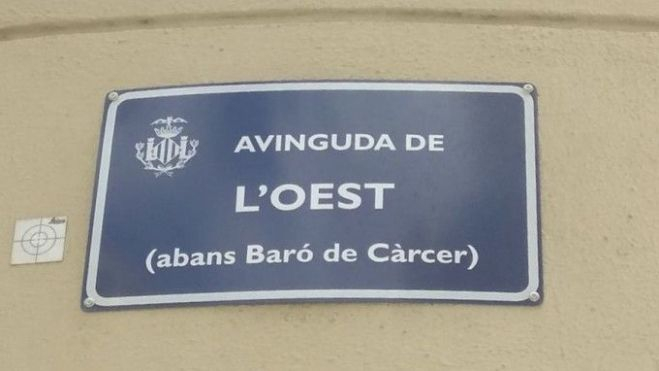 AVINGUDA DE
L'OEST
(abans Baró de Càrcer)